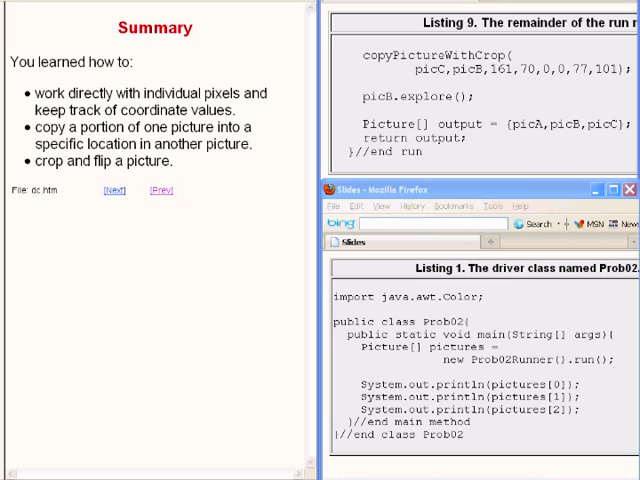 Summary
You learned how to:
• work directly with individual pixels and
keep track of coordinate values.
• copy a portion of one picture into a
specific location in another picture.
• crop and flip a picture.
File: dc.htm [Next] [Prev]
Listing 9. The remainder of the run
copyPictureWithCrop(
picC,picB,161,70,0,0,77,101);
picB.explore();
Picture[] output = {picA,picB,picC};
return output;
}//end run
Slides - Mozilla Firefox
File Edit View History Bookmarks Tools Help
bing Search MSN News
Slides
Listing 1. The driver class named Prob02.
import java.awt.Color;
public class Prob02{
public static void main(String[] args){
Picture[] pictures =
new Prob02Runner().run();
System.out.println(pictures[0]);
System.out.println(pictures[1]);
System.out.println(pictures[2]);
}//end main method
}//end class Prob02